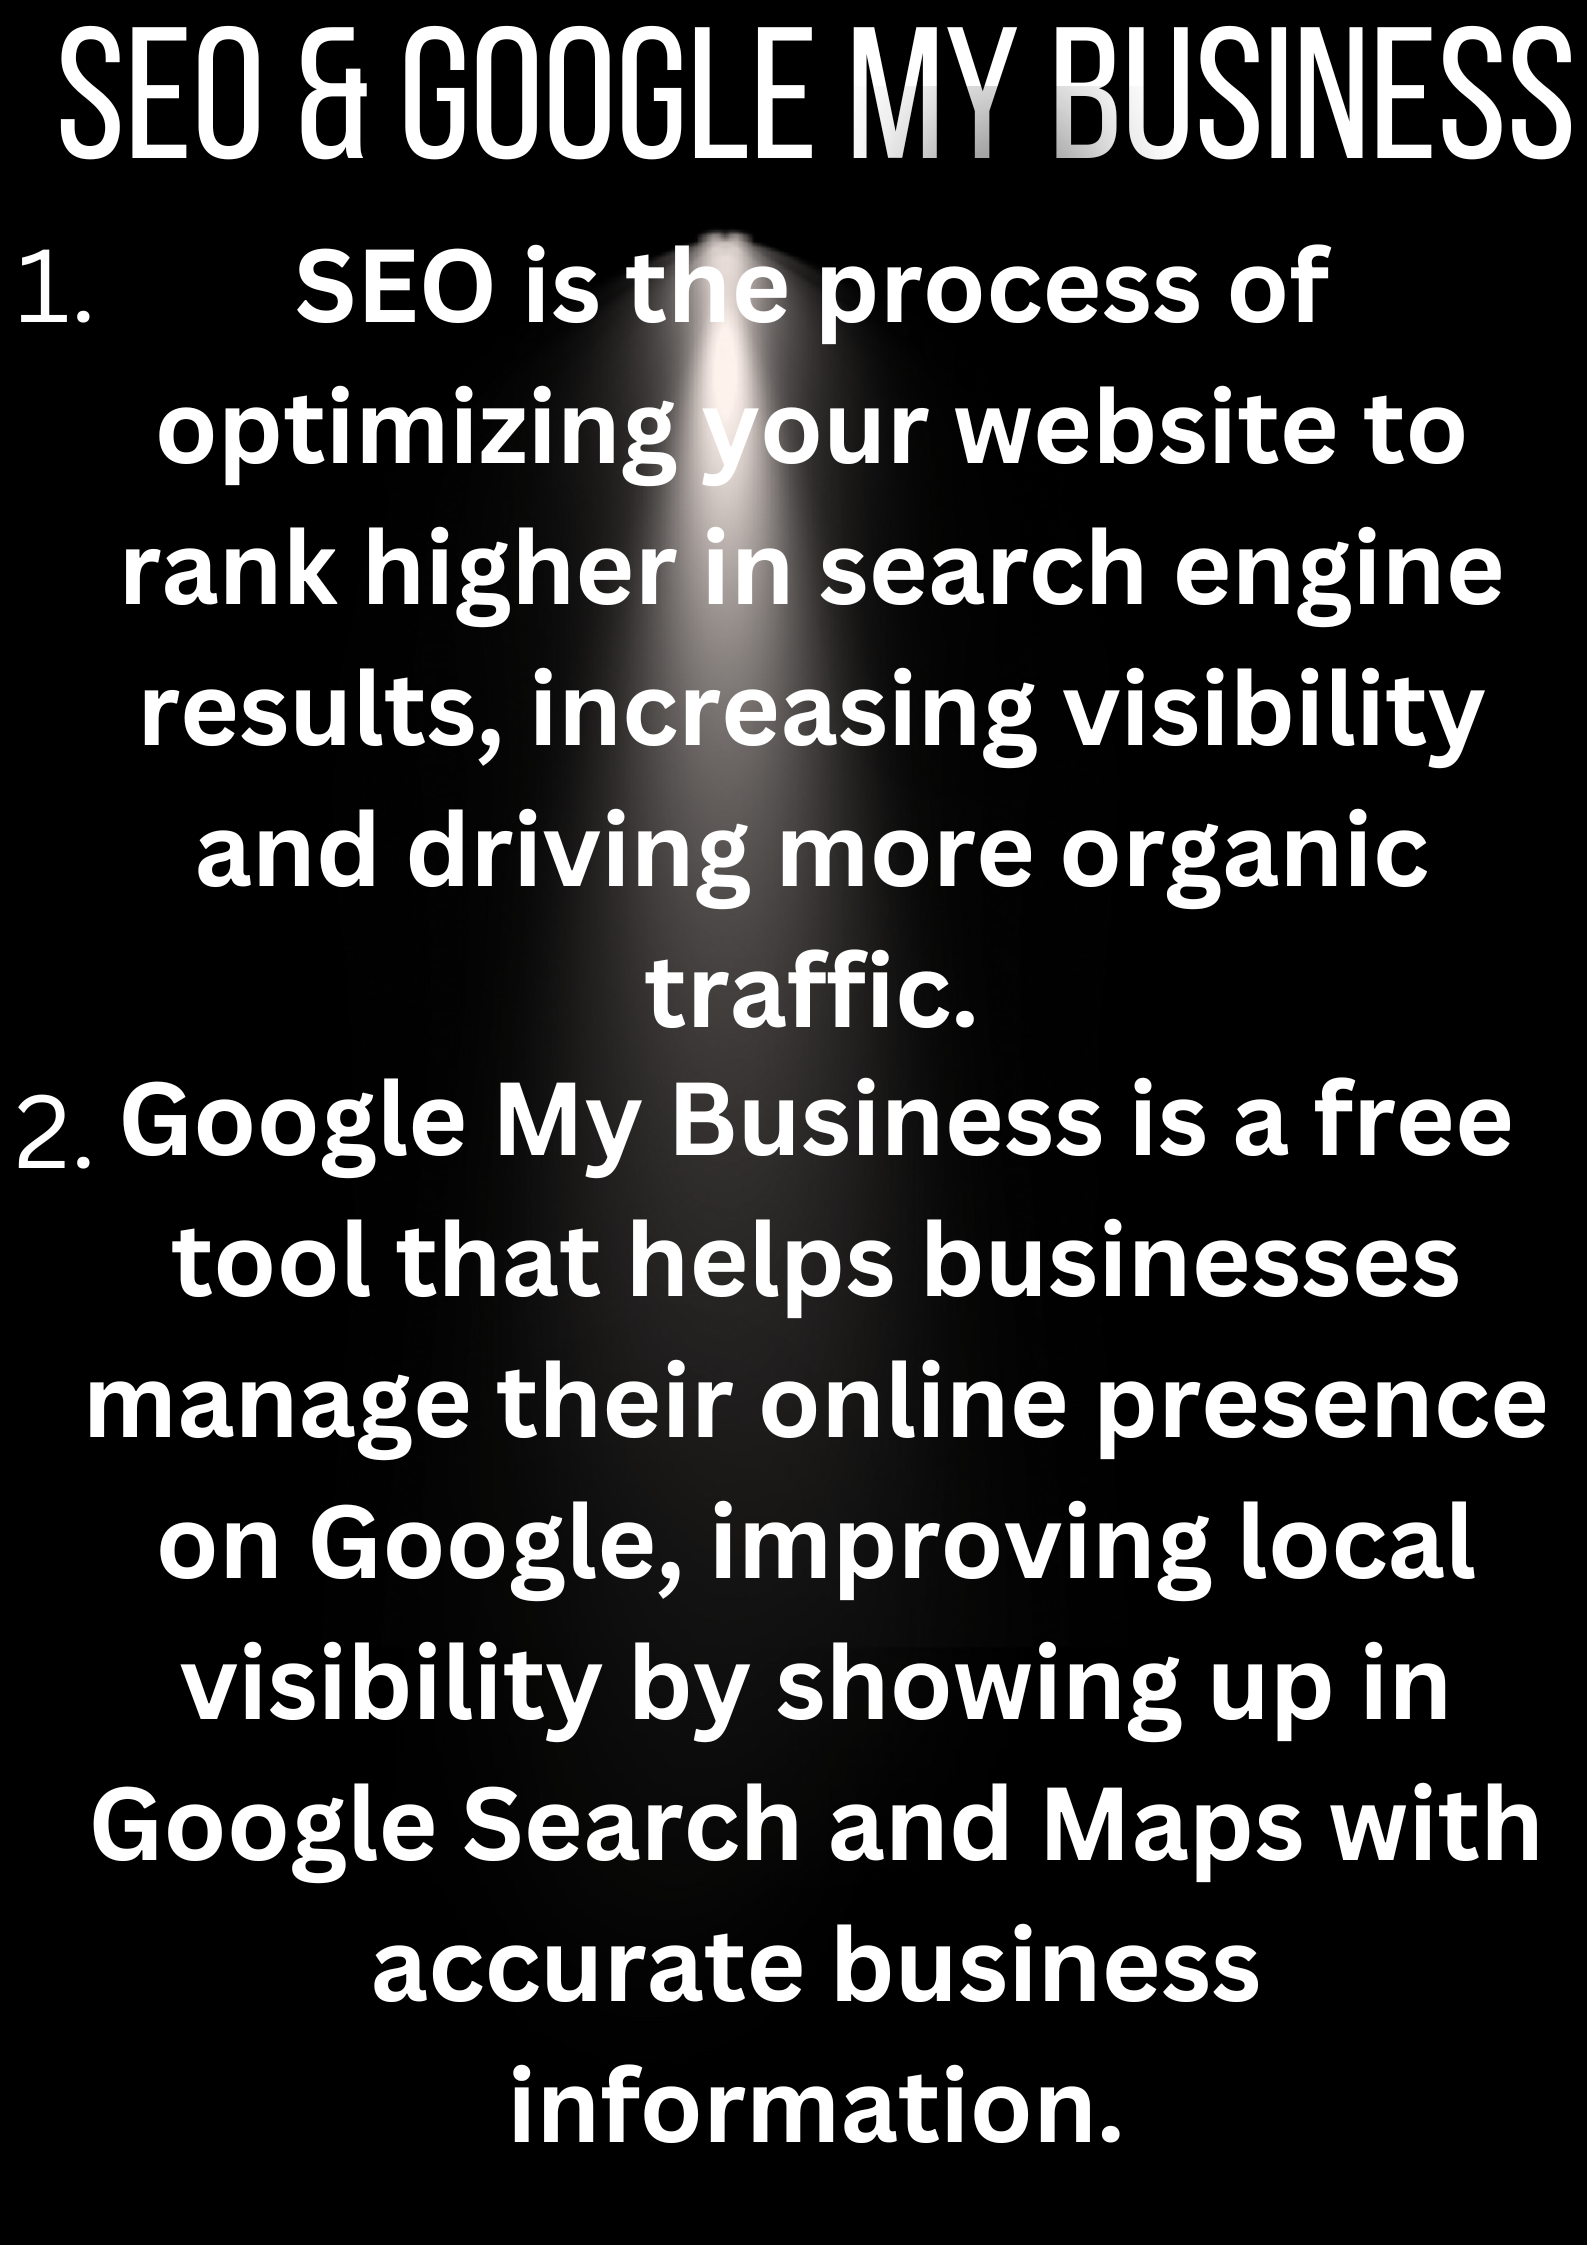 SEO & GOOGLE MY BUSINESS
1. SEO is the process of
optimizing your website to
rank higher in search engine
results, increasing visibility
and driving more organic
traffic.
2. Google My Business is a free
tool that helps businesses
manage their online presence
on Google, improving local
visibility by showing up in
Google Search and Maps with
accurate business
information.